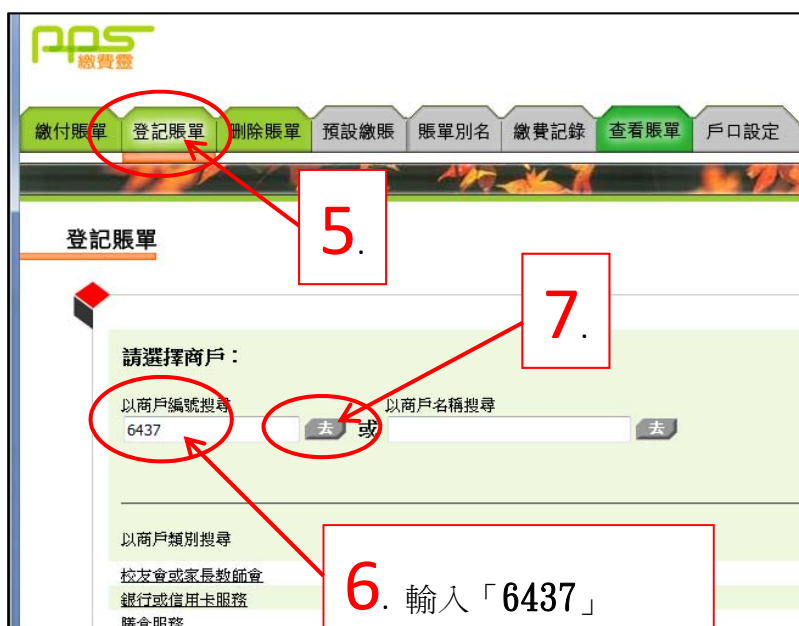 pps
繳費靈
繳付賬單 登記賬單 刪除賬單 預設繳賬 賬單別名 繳費記錄 查看賬單 戶口設定
5.
登記賬單
7.
請選擇商戶：
以商戶編號搜尋 以商戶名稱搜尋
6437 去 或 去
以商戶類別搜尋
校友會或家長教師會
6. 輸入「6437」
銀行或信用卡服務
膳食服務